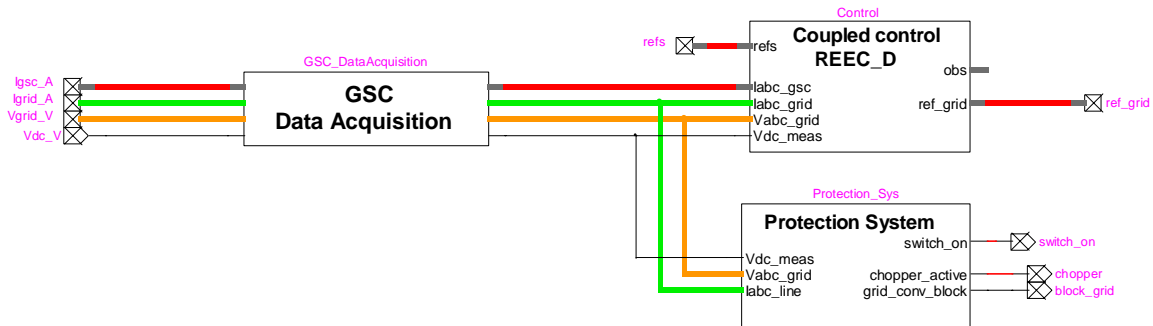 Control
refs
refs
Coupled control
REEC_D
obs
GSC_DataAcquisition
Igsc_A
Igrid_A
Vgrid_V
Vdc_V
GSC
Data Acquisition
Iabc_gsc
Iabc_grid
Vabc_grid
Vdc_meas
ref_grid
ref_grid
Protection_Sys
Protection System
switch_on
switch_on
Vdc_meas
Vabc_grid
Iabc_line
chopper_active
grid_conv_block
chopper
block_grid